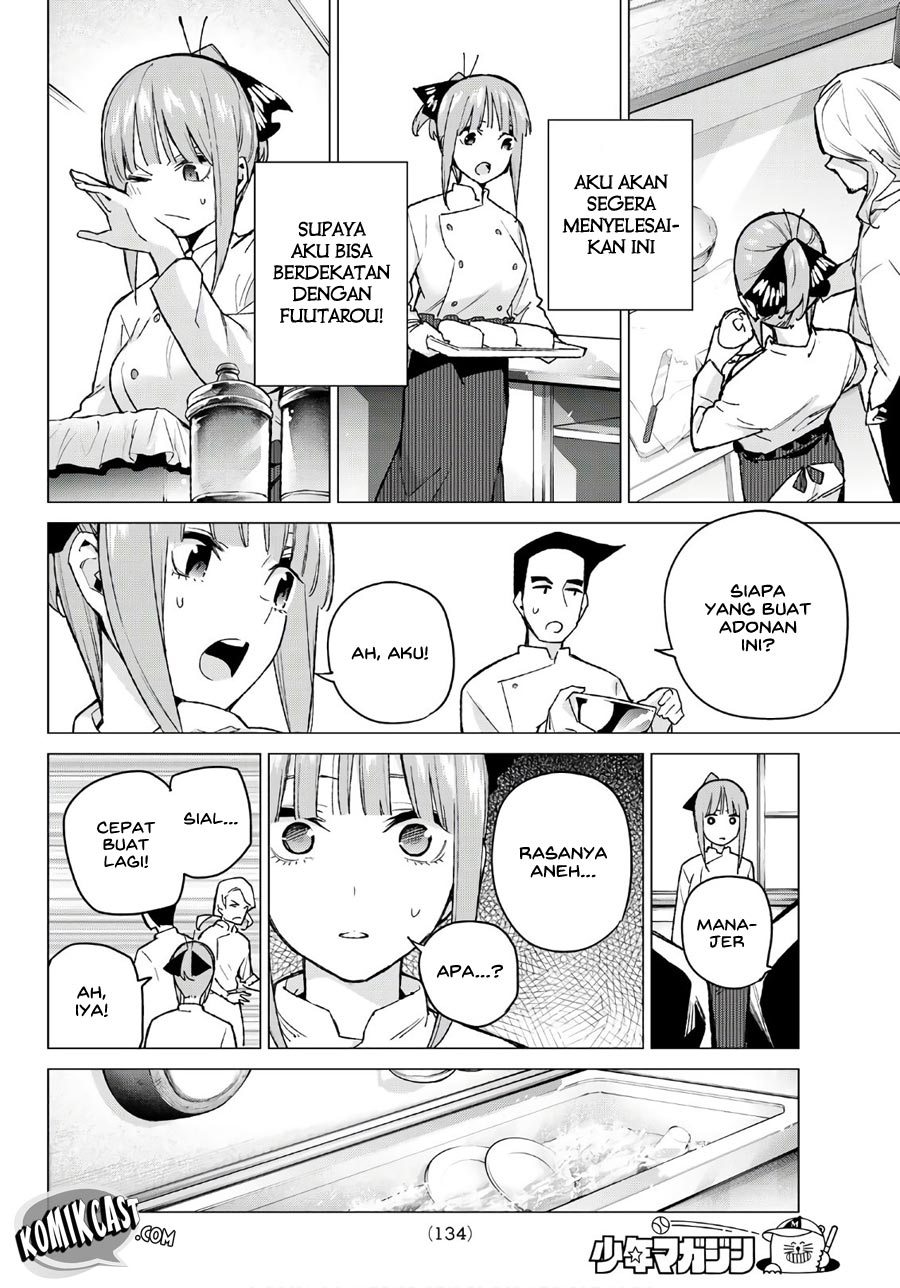 AKU AKAN
SEGERA
MENYELESAI-
KAN INI
SUPAYA
AKU BISA
BERDEKATAN
DENGAN
FUUTAROU!
SIAPA
YANG BUAT
ADONAN
INI?
AH, AKU!
MANA-
JER
RASANYA
ANEH...
APA...?
SIAL...
CEPAT
BUAT
LAGI!
AH,
IYA!
KOMIKCAST.COM
(134)
少年マガジン
M